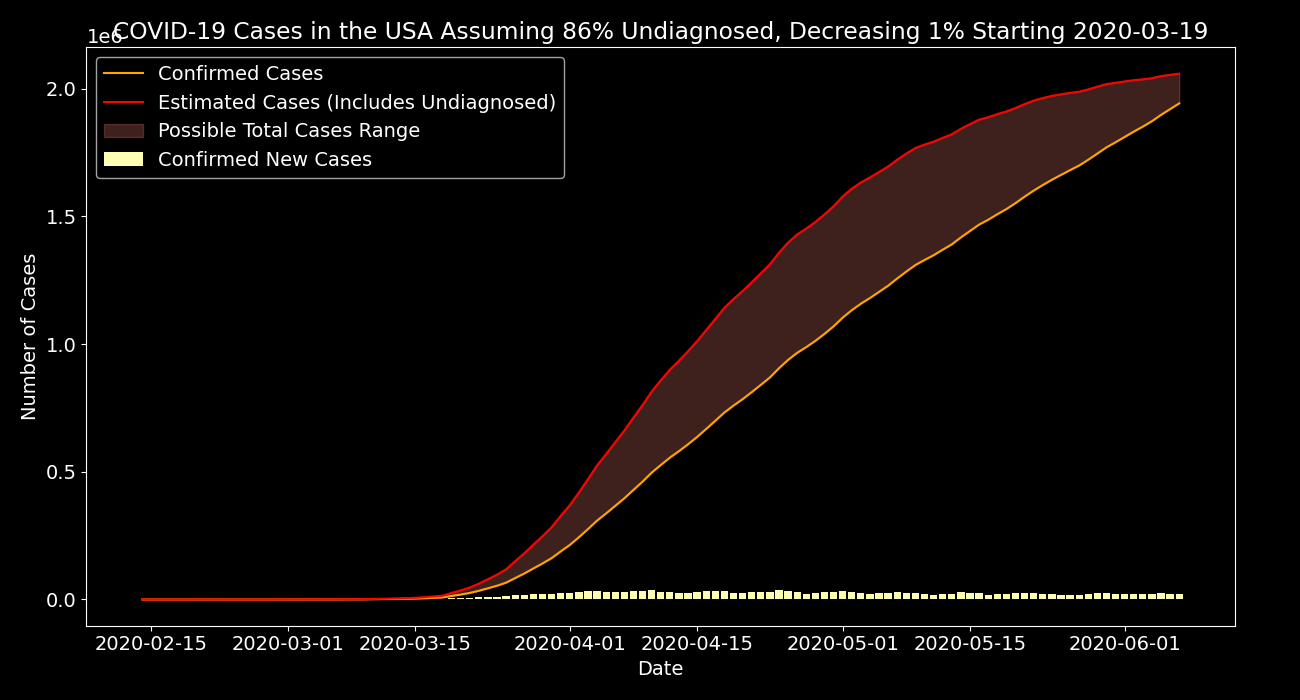 COVID-19 Cases in the USA Assuming 86% Undiagnosed, Decreasing 1% Starting 2020-03-19
1e6
Confirmed Cases
Estimated Cases (Includes Undiagnosed)
Possible Total Cases Range
Confirmed New Cases
2.0
1.5
1.0
0.5
0.0
Number of Cases
2020-02-15 2020-03-01 2020-03-15 2020-04-01 2020-04-15 2020-05-01 2020-05-15 2020-06-01
Date